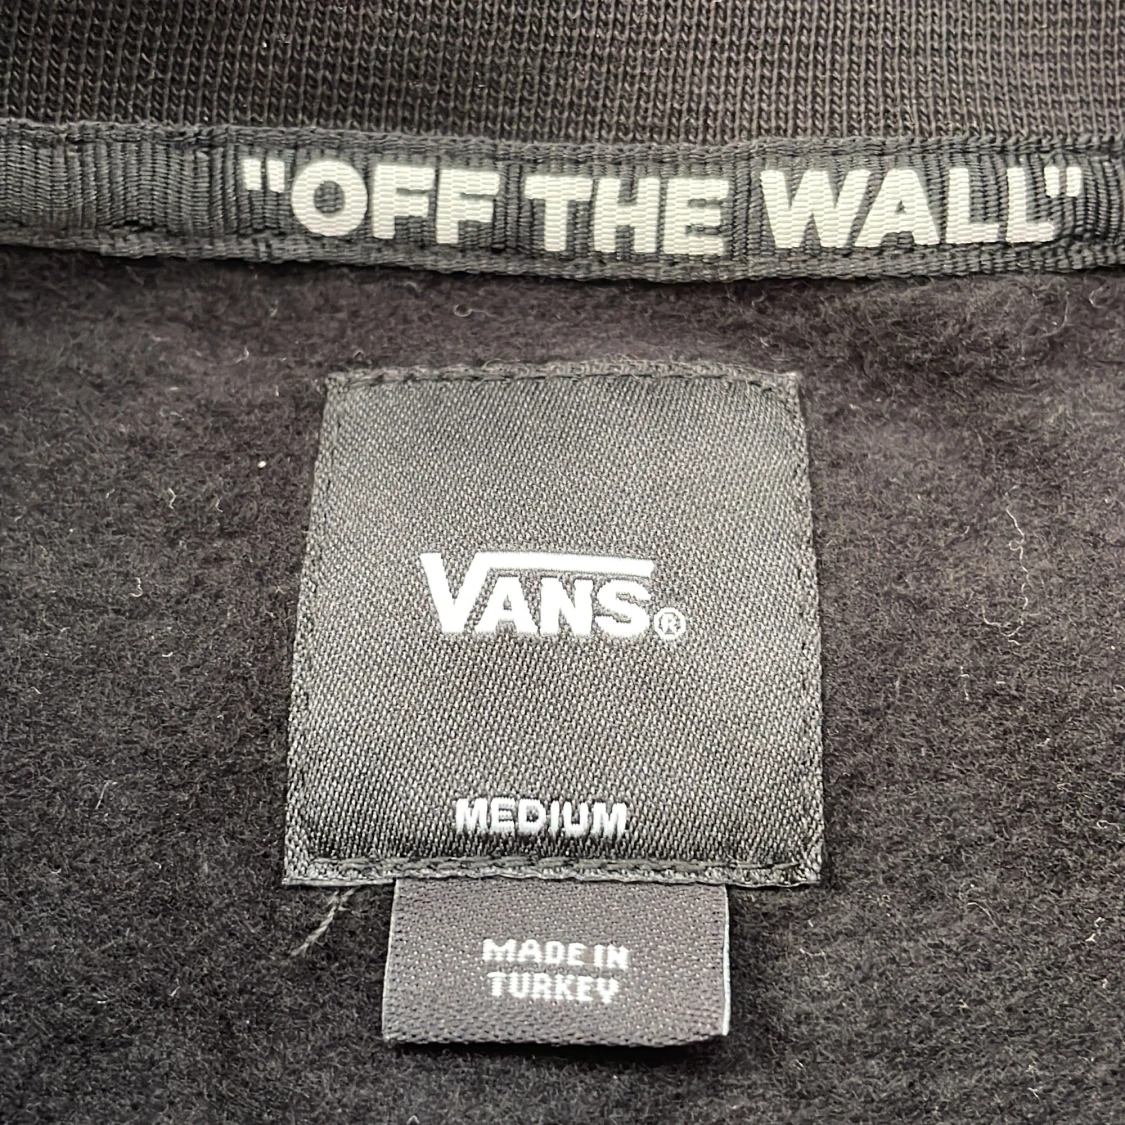 "OFF THE WALL"
VANS®
MEDIUM
MADE IN
TURKEY